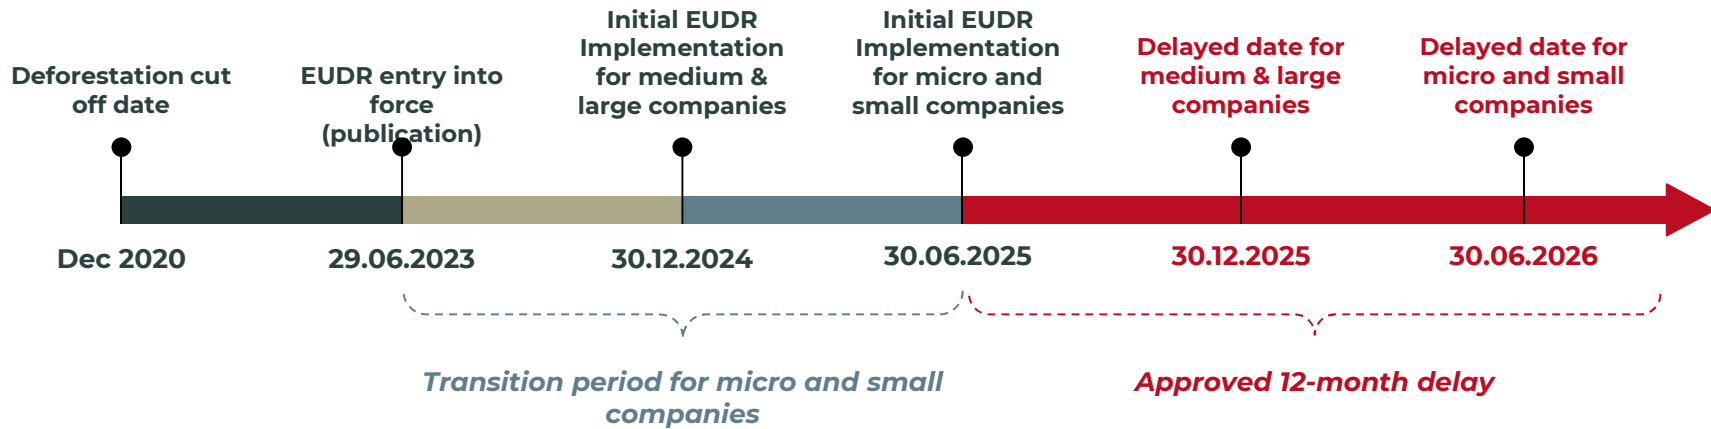 Deforestation cut
off date
EUDR entry into
force
(publication)
Initial EUDR
Implementation
for medium &
large companies
Initial EUDR
Implementation
for micro and
small companies
Delayed date for
medium & large
companies
Delayed date for
micro and small
companies
Dec 2020
29.06.2023
30.12.2024
30.06.2025
30.12.2025
30.06.2026
Transition period for micro and small
companies
Approved 12-month delay